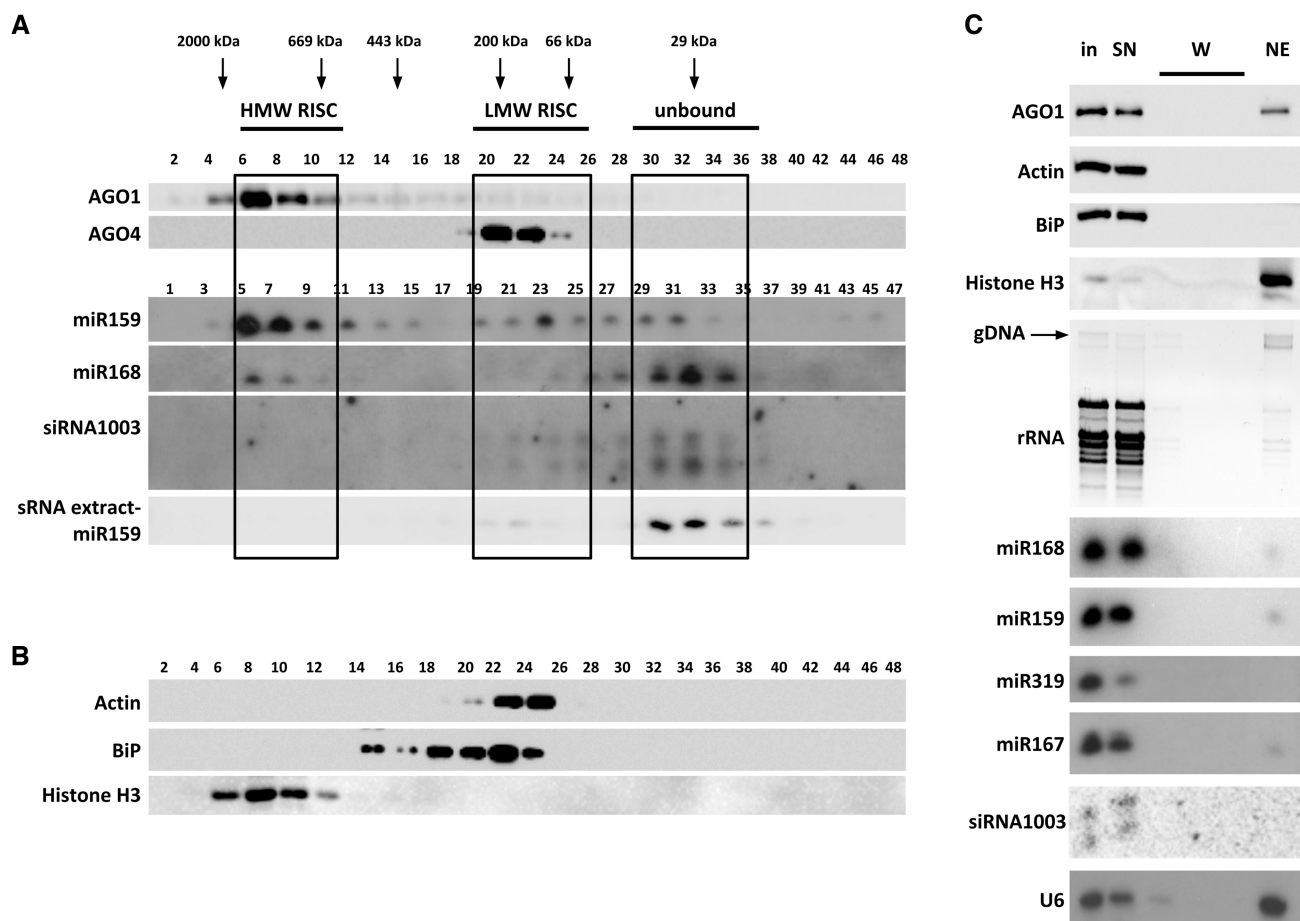 A
2000 kDa 669 kDa 443 kDa 200 kDa 66 kDa 29 kDa
HMW RISC LMW RISC unbound
2 4 6 8 10 12 14 16 18 20 22 24 26 28 30 32 34 36 38 40 42 44 46 48
AGO1
AGO4
1 3 5 7 9 11 13 15 17 19 21 23 25 27 29 31 33 35 37 39 41 43 45 47
miR159
miR168
siRNA1003
sRNA extract-
miR159
B
2 4 6 8 10 12 14 16 18 20 22 24 26 28 30 32 34 36 38 40 42 44 46 48
Actin
BiP
Histone H3
C
in SN W NE
AGO1
Actin
BiP
Histone H3
gDNA
rRNA
miR168
miR159
miR319
miR167
siRNA1003
U6